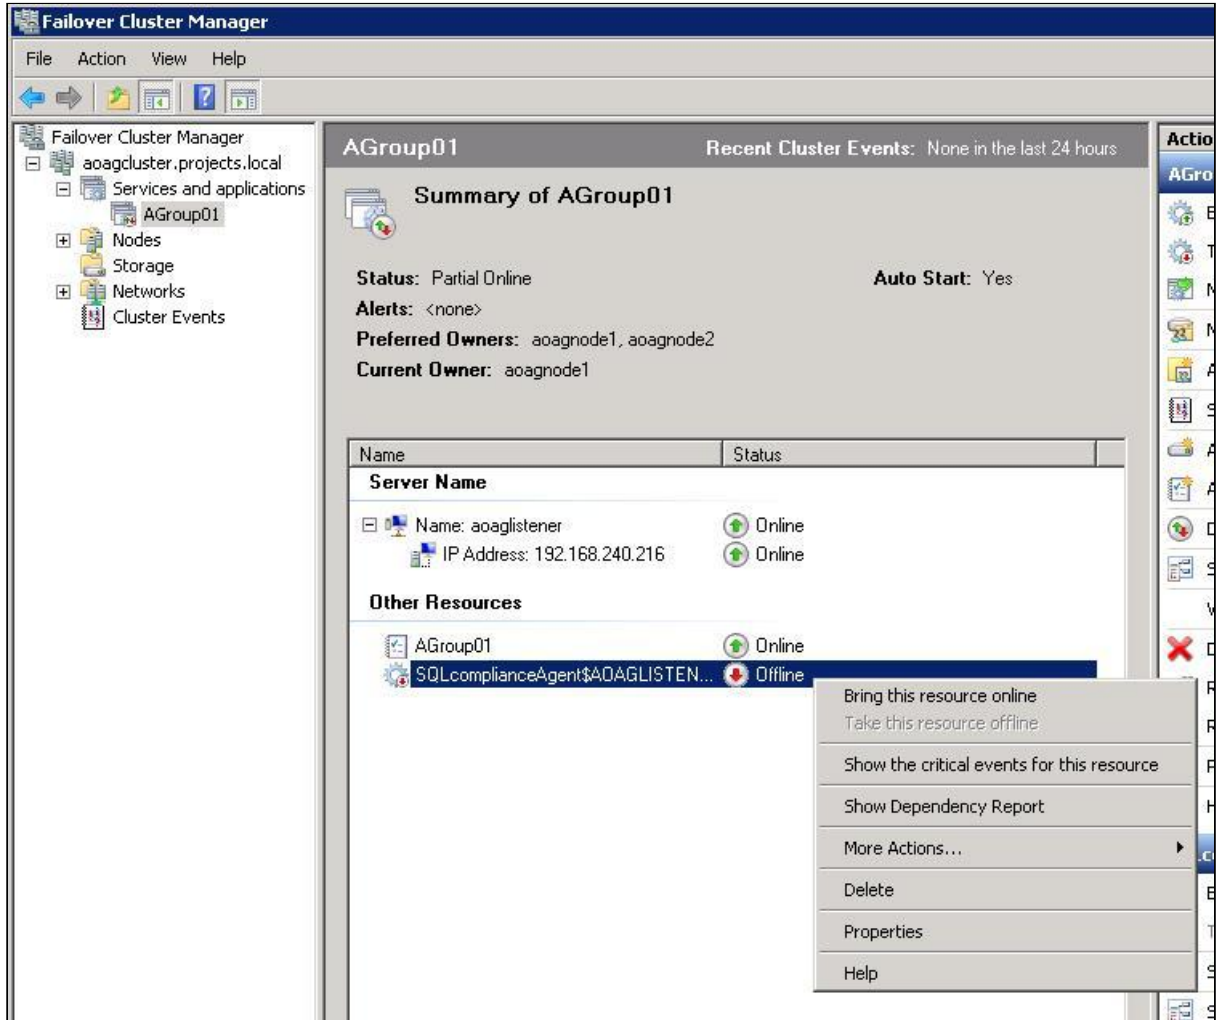 Failover Cluster Manager
File Action View Help
Failover Cluster Manager
aoagcluster.projects.local
Services and applications
AGroup01
Nodes
Storage
Networks
Cluster Events
AGroup01 Recent Cluster Events: None in the last 24 hours
Summary of AGroup01
Status: Partial Online Auto Start: Yes
Alerts: <none>
Preferred Owners: aoagnode1, aoagnode2
Current Owner: aoagnode1
Name Status
Server Name
Name: aoaglistener Online
IP Address: 192.168.240.216 Online
Other Resources
AGroup01 Online
SQLcomplianceAgent$AOAGLISTEN... Offline
Bring this resource online
Take this resource offline
Show the critical events for this resource
Show Dependency Report
More Actions...
Delete
Properties
Help
Actio
AGro